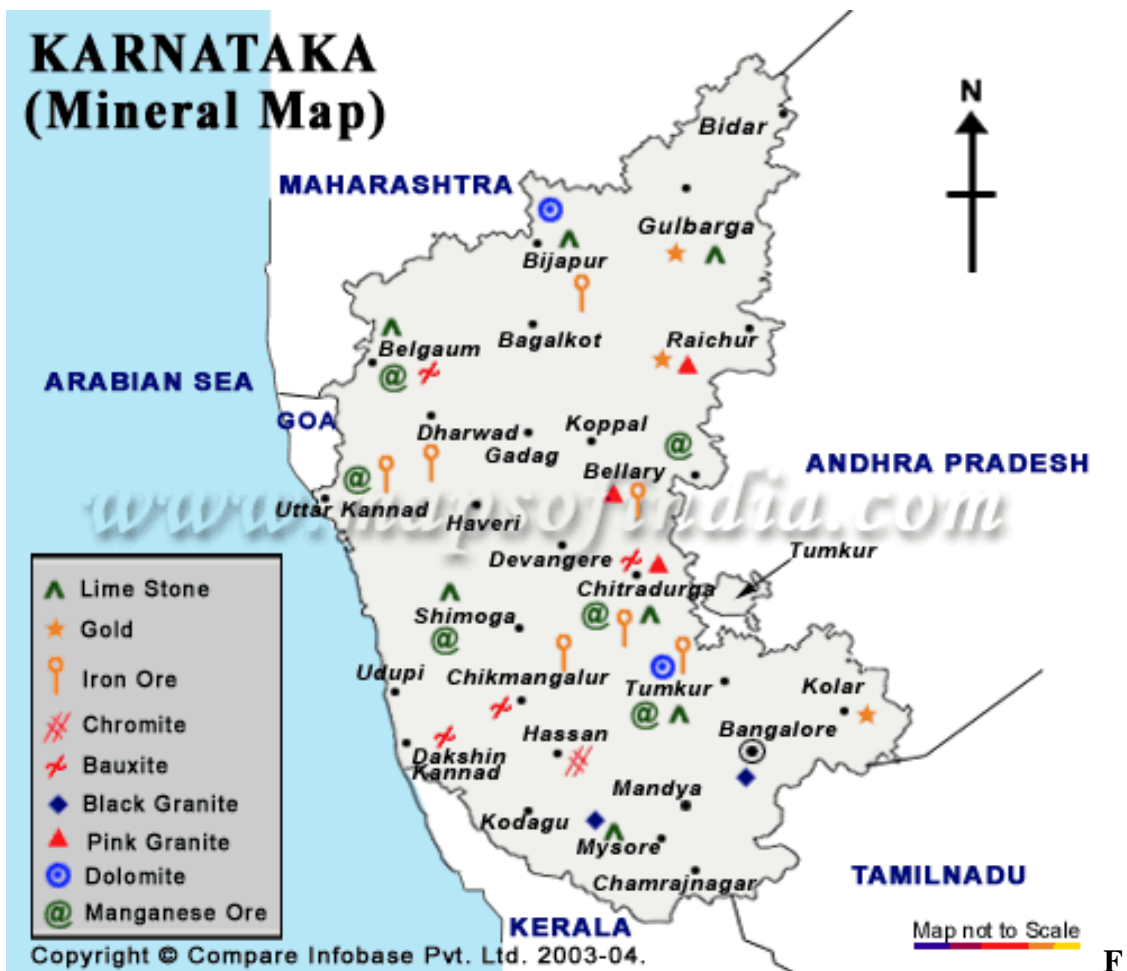 KARNATAKA
(Mineral Map)
N
Bidar
MAHARASHTRA
Gulbarga
Bijapur
Bagalkot
Raichur
Belgaum
ARABIAN SEA
GOA
Dharwad
Koppal
Gadag
ANDHRA PRADESH
Bellary
www.mapsofindia.com
Uttar Kannad
Haveri
Devangere
Tumkur
Chitradurga
Lime Stone
Gold
Iron Ore
Chromite
Bauxite
Black Granite
Pink Granite
Dolomite
@ Manganese Ore
Shimoga
Udupi
Chikmangalur
Tumkur
Kolar
Bangalore
Hassan
Dakshin
Kannad
Mandya
Kodagu
Mysore
Chamrajnagar
TAMILNADU
KERALA
Map not to Scale
Copyright © Compare Infobase Pvt. Ltd. 2003-04.
F